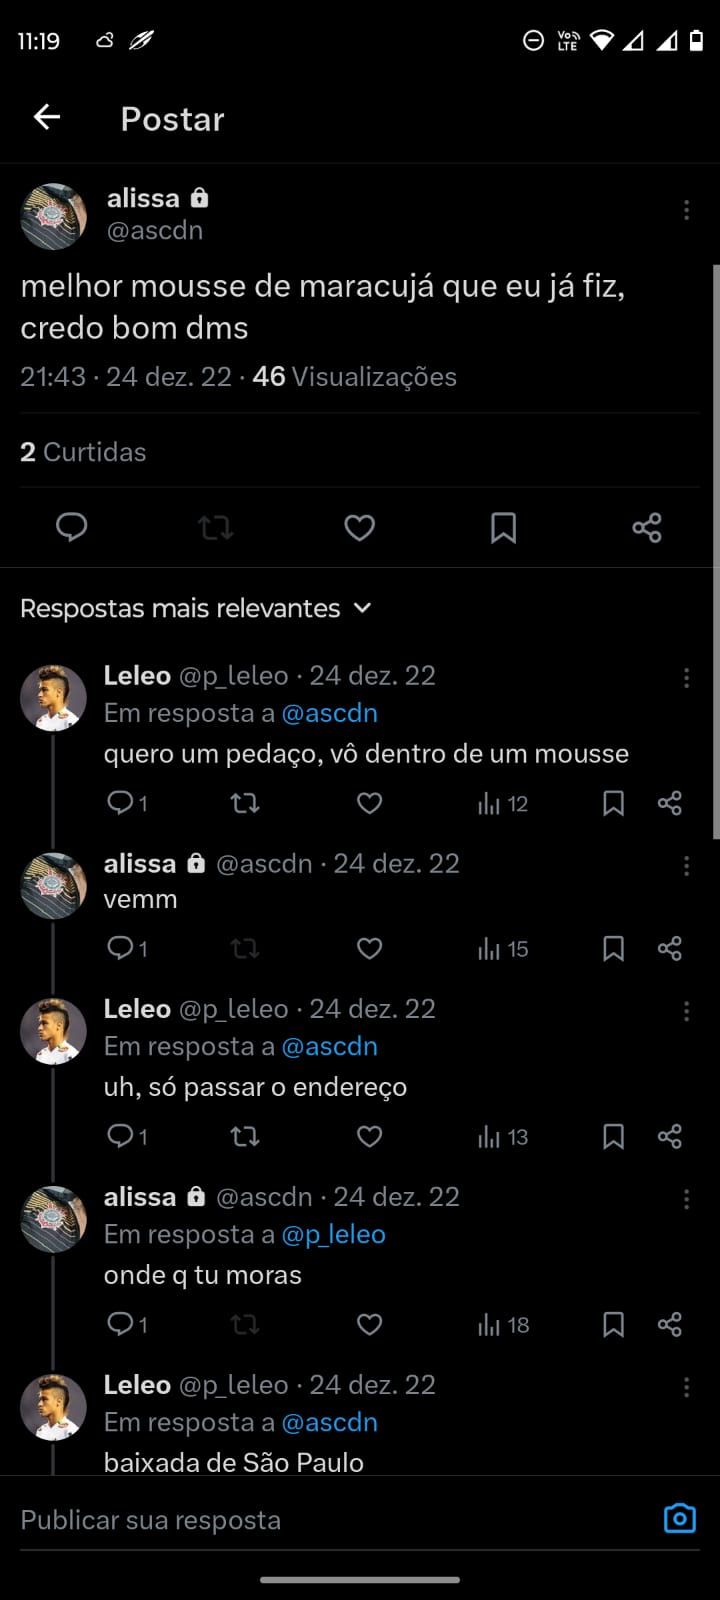 11:19
Vo) LTE
Postar
alissa
@ascdn
melhor mousse de maracujá que eu já fiz,
credo bom dms
21:43 · 24 dez. 22 · 46 Visualizações
2 Curtidas
Respostas mais relevantes
Leleo @p_leleo · 24 dez. 22
Em resposta a @ascdn
quero um pedaço, vô dentro de um mousse
1 12
alissa @ascdn · 24 dez. 22
vemm
1 15
Leleo @p_leleo · 24 dez. 22
Em resposta a @ascdn
uh, só passar o endereço
1 13
alissa @ascdn · 24 dez. 22
Em resposta a @p_leleo
onde q tu moras
1 18
Leleo @p_leleo · 24 dez. 22
Em resposta a @ascdn
baixada de São Paulo
Publicar sua resposta